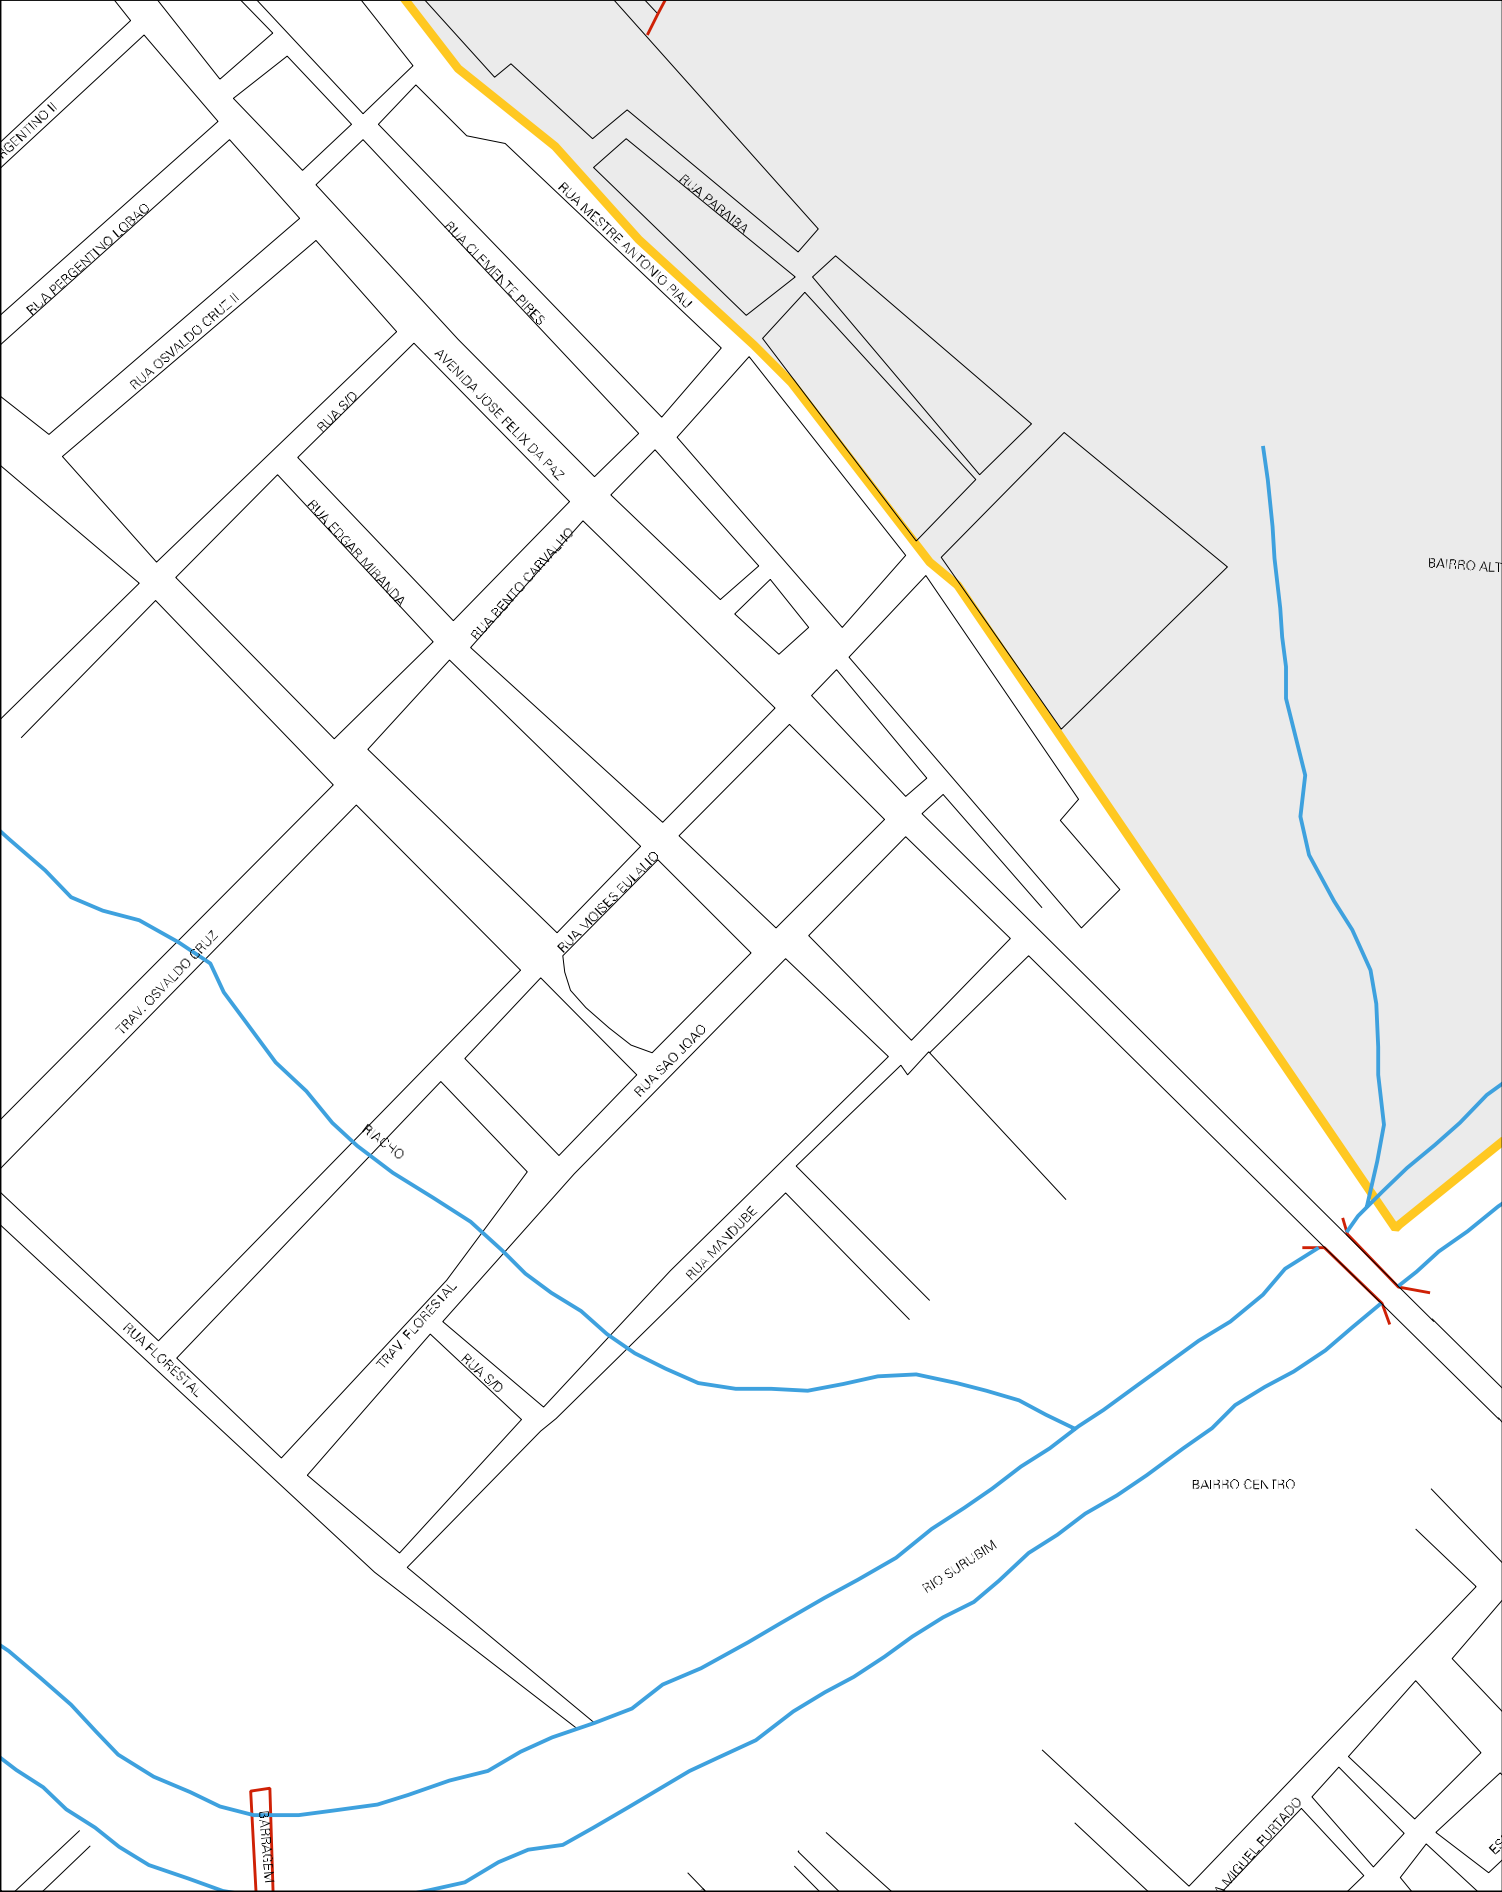 RUA PARAIBA
RUA MESTRE ANTONIO PIAUI
RUA CLEMENTE PIRES
RUA PERGENTINO LOBAO
RUA OSVALDO CRUZ II
RUA S/D
AVENIDA JOSE FELIX DA PAZ
RUA EDGAR MIRANDA
RUA BENTO CARVALHO
BAIRRO ALT
RUA MOISES EULALIO
TRAV. OSVALDO CRUZ
RUA SAO JOAO
RIACHO
RUA MANDUBE
TRAV. FLORESTAL
RUA FLORESTAL
RUA S/D
BAIRRO CENTRO
RIO SURUBIM
BARRAGEM
MIGUEL FURTADO
ES